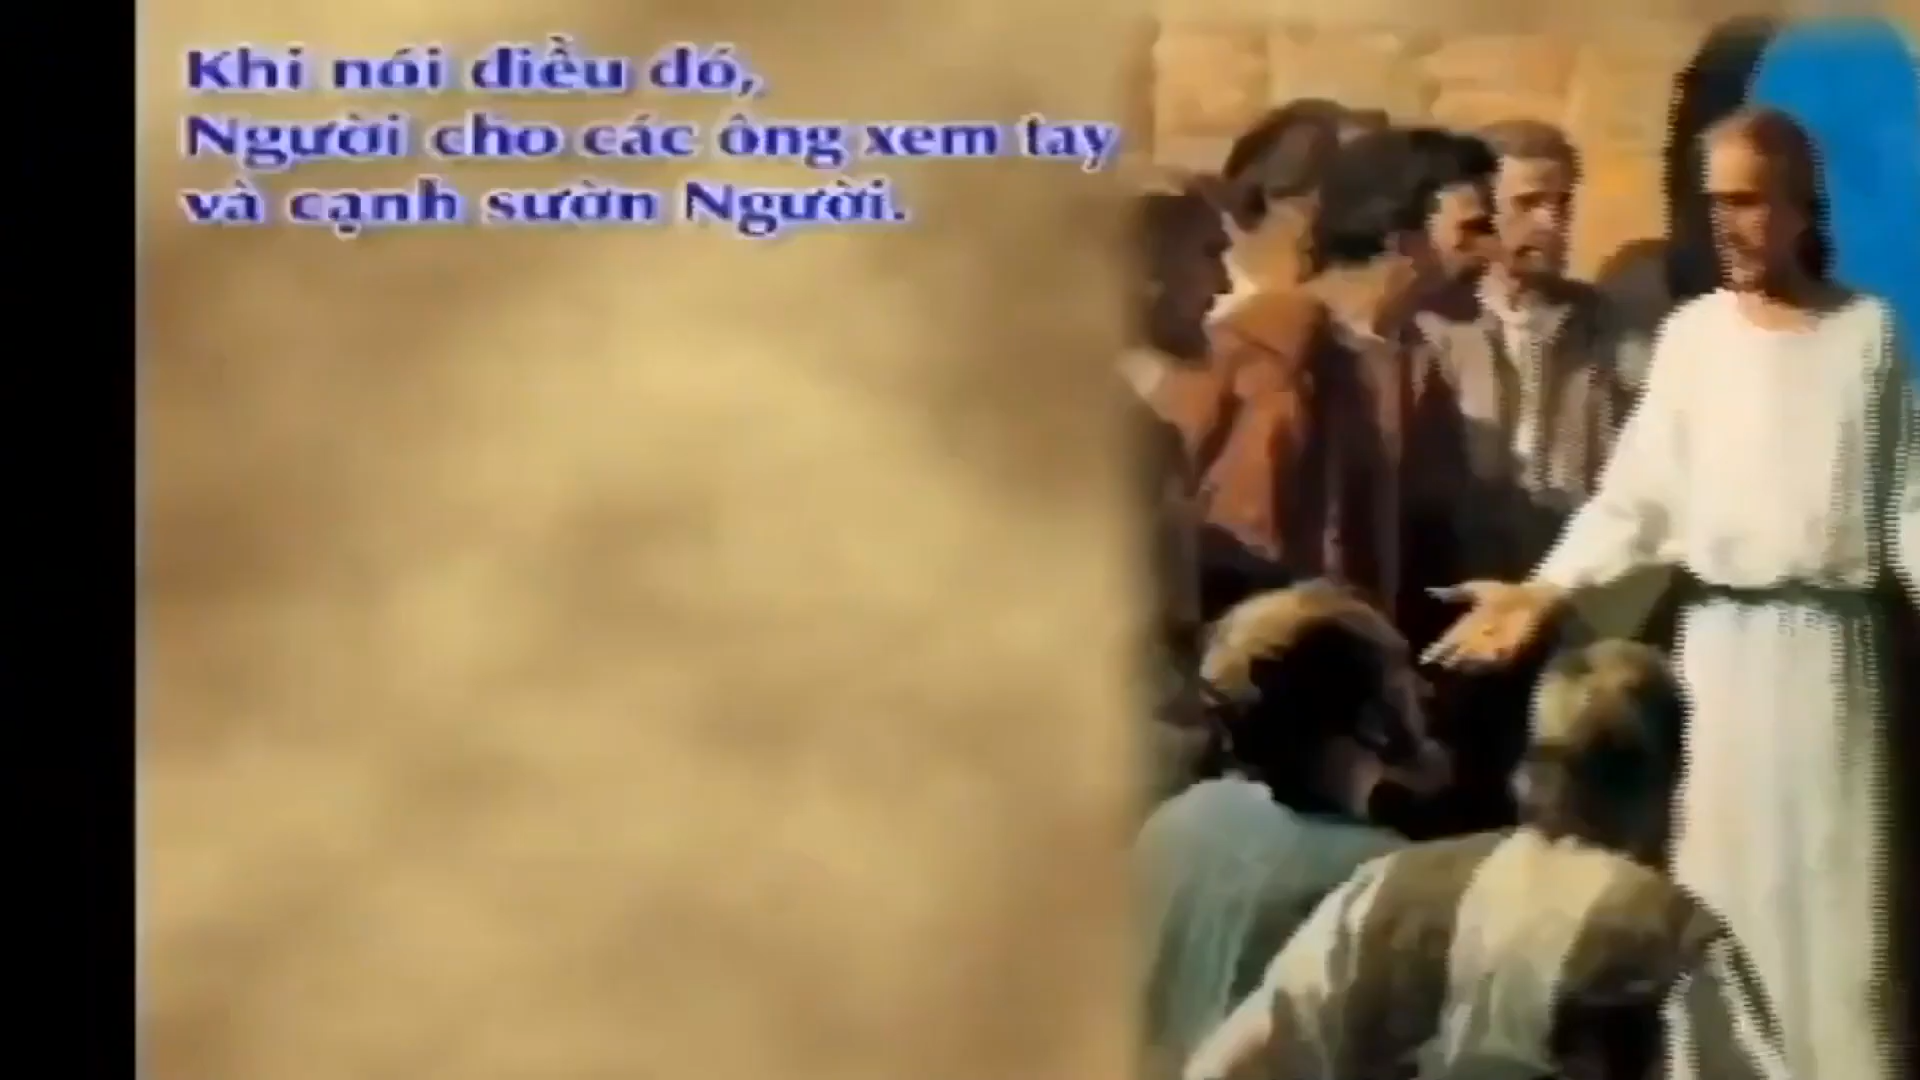 Khi nói điều đó,
Người cho các ông xem tay
và cạnh sườn Người.